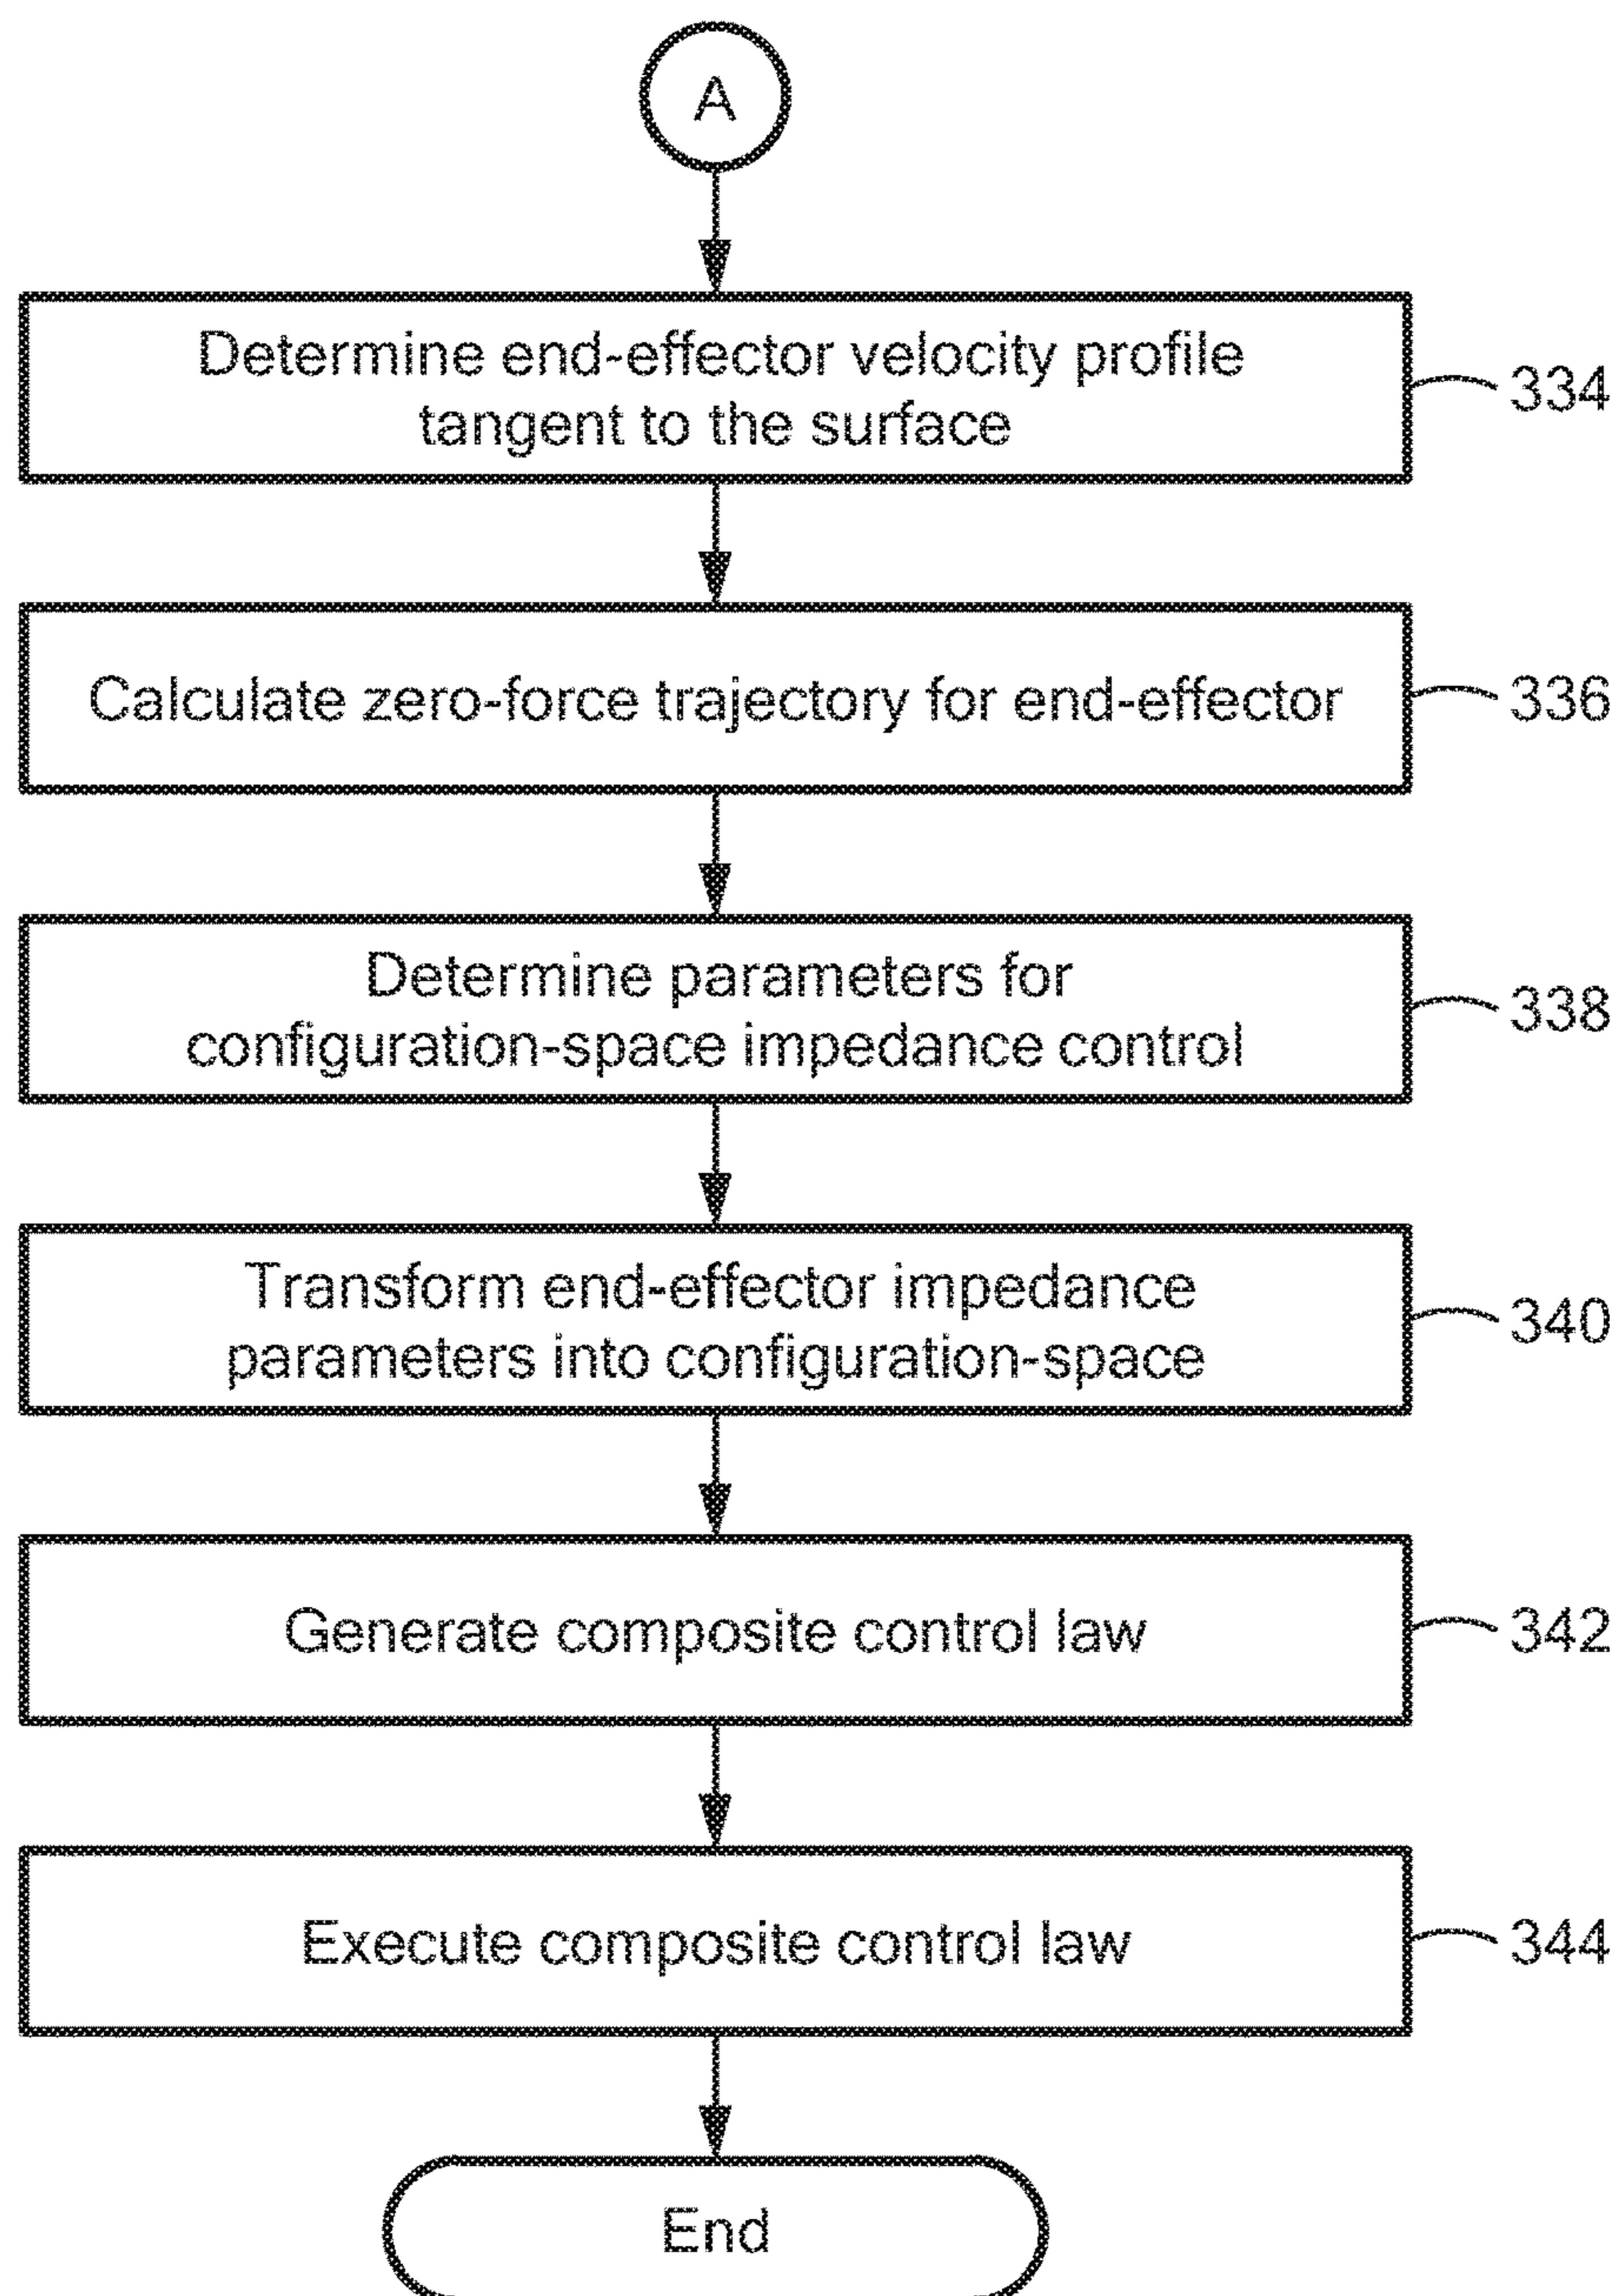 A
Determine end-effector velocity profile
tangent to the surface
334
Calculate zero-force trajectory for end-effector
336
Determine parameters for
configuration-space impedance control
338
Transform end-effector impedance
parameters into configuration-space
340
Generate composite control law
342
Execute composite control law
344
End